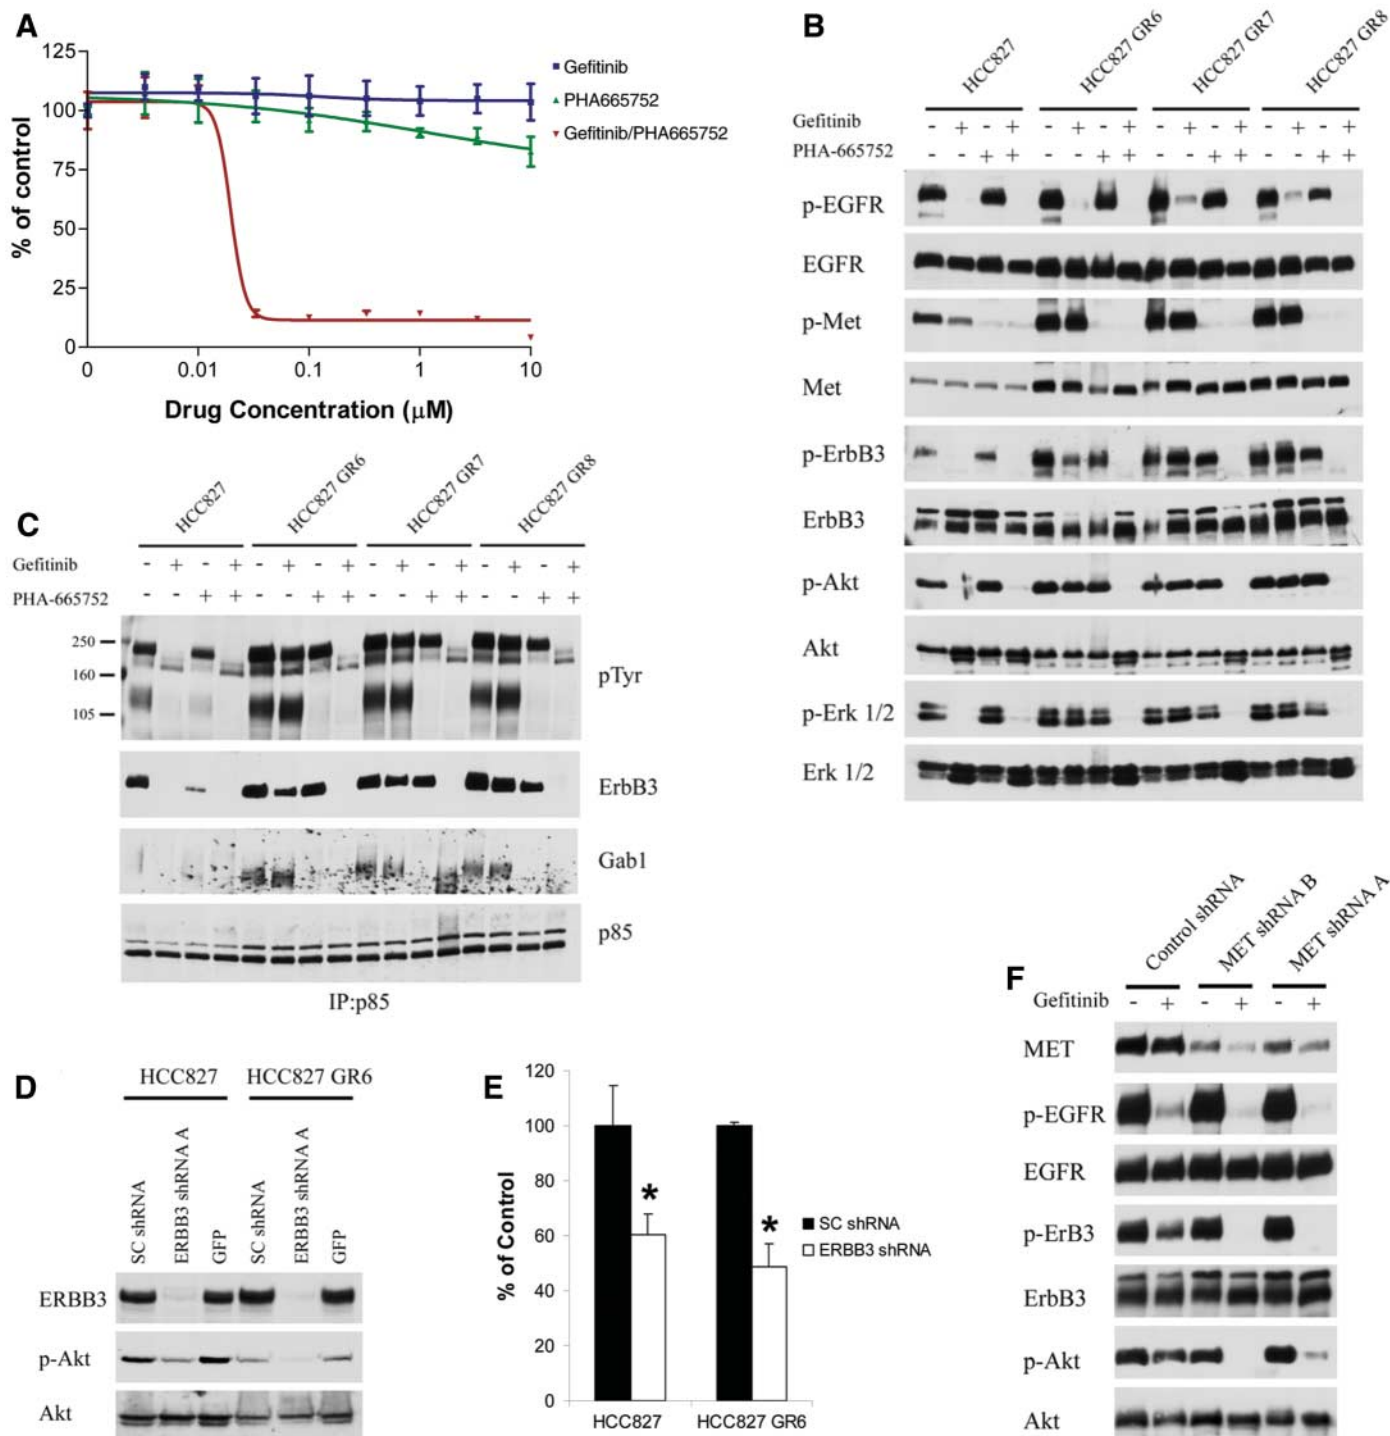 A
125
100
75
50
25
0
% of control
0 0.01 0.1 1 10
Drug Concentration (μM)
Gefitinib
PHA665752
Gefitinib/PHA665752
B
HCC827 HCC827 GR6 HCC827 GR7 HCC827 GR8
Gefitinib - + - + - + - + - + - + - + - +
PHA-665752 - - + + - - + + - - + + - - + +
p-EGFR
EGFR
p-Met
Met
p-ErbB3
ErbB3
p-Akt
Akt
p-Erk 1/2
Erk 1/2
C
HCC827 HCC827 GR6 HCC827 GR7 HCC827 GR8
Gefitinib - + - + - + - + - + - + - + - +
PHA-665752 - - + + - - + + - - + + - - + +
250
160
105
pTyr
ErbB3
Gab1
p85
IP:p85
D
HCC827 HCC827 GR6
SC shRNA ERBB3 shRNA A GFP SC shRNA ERBB3 shRNA A GFP
ERBB3
p-Akt
Akt
E
120
100
80
60
40
20
0
% of Control
* *
HCC827 HCC827 GR6
SC shRNA
ERBB3 shRNA
F
Control shRNA MET shRNA B MET shRNA A
Gefitinib - + - + - +
MET
p-EGFR
EGFR
p-ErB3
ErbB3
p-Akt
Akt